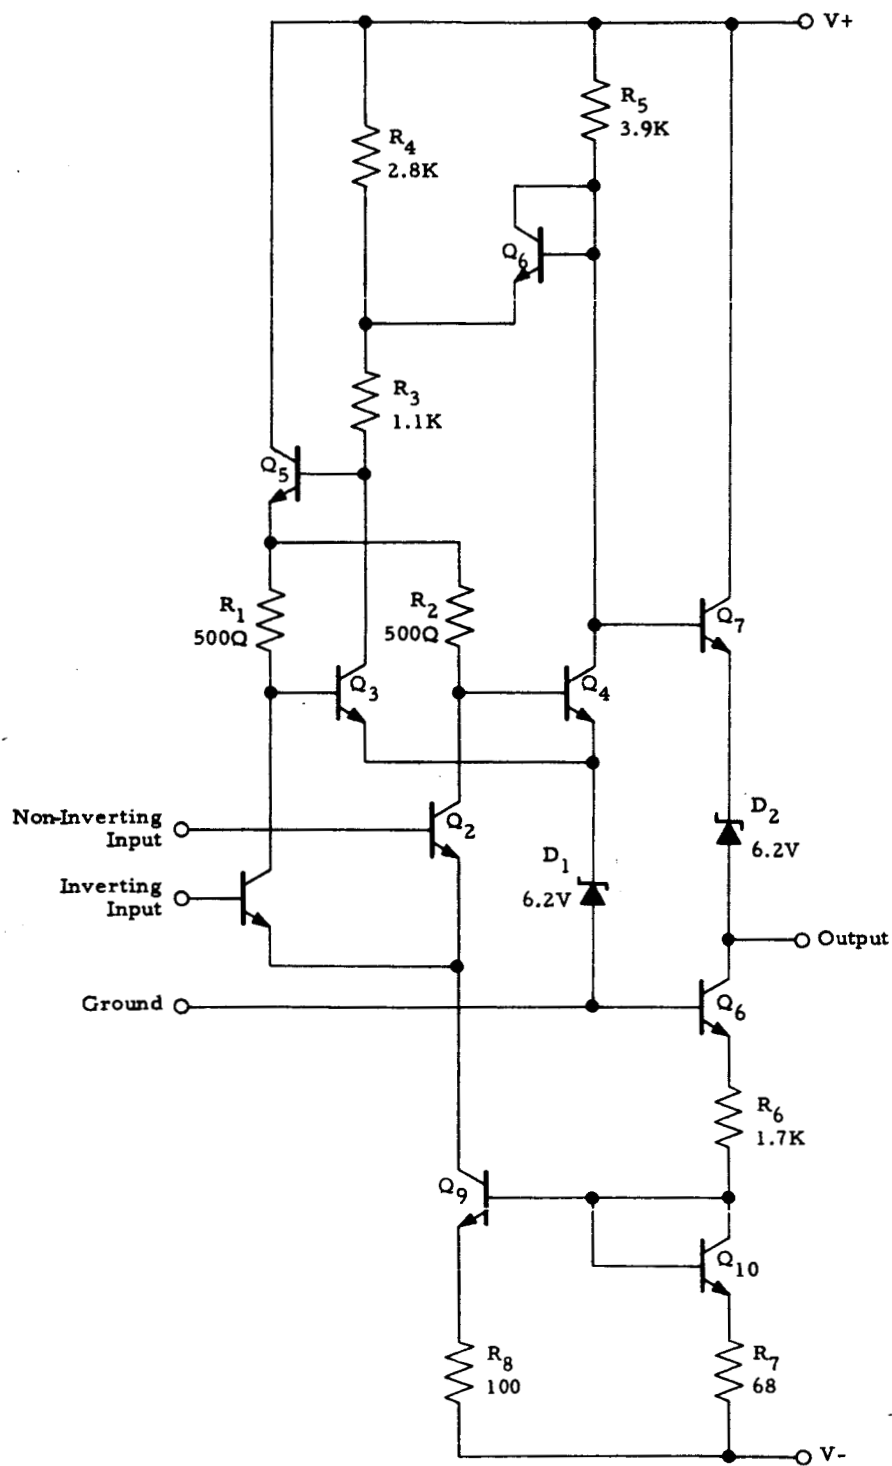 V+
R5
3.9K
R4
2.8K
Q6
R3
1.1K
Q5
R1
500Ω
R2
500Ω
Q7
Q3
Q4
Non-Inverting
Input
Q2
D2
6.2V
D1
6.2V
Inverting
Input
Output
Ground
Q6
R6
1.7K
Q9
Q10
R8
100
R7
68
V-